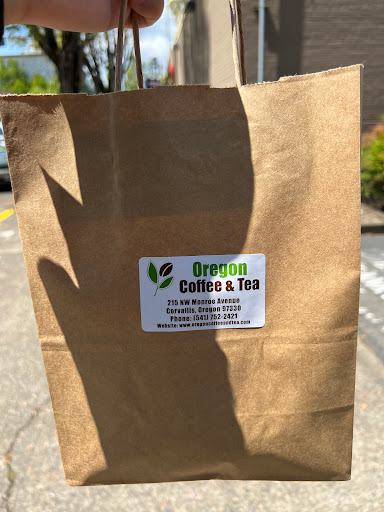 Oregon
Coffee & Tea
215 NW Monroe Avenue
Corvallis, Oregon 97330
Phone: (541) 752-2421
Website: www.oregoncoffeeandtea.com